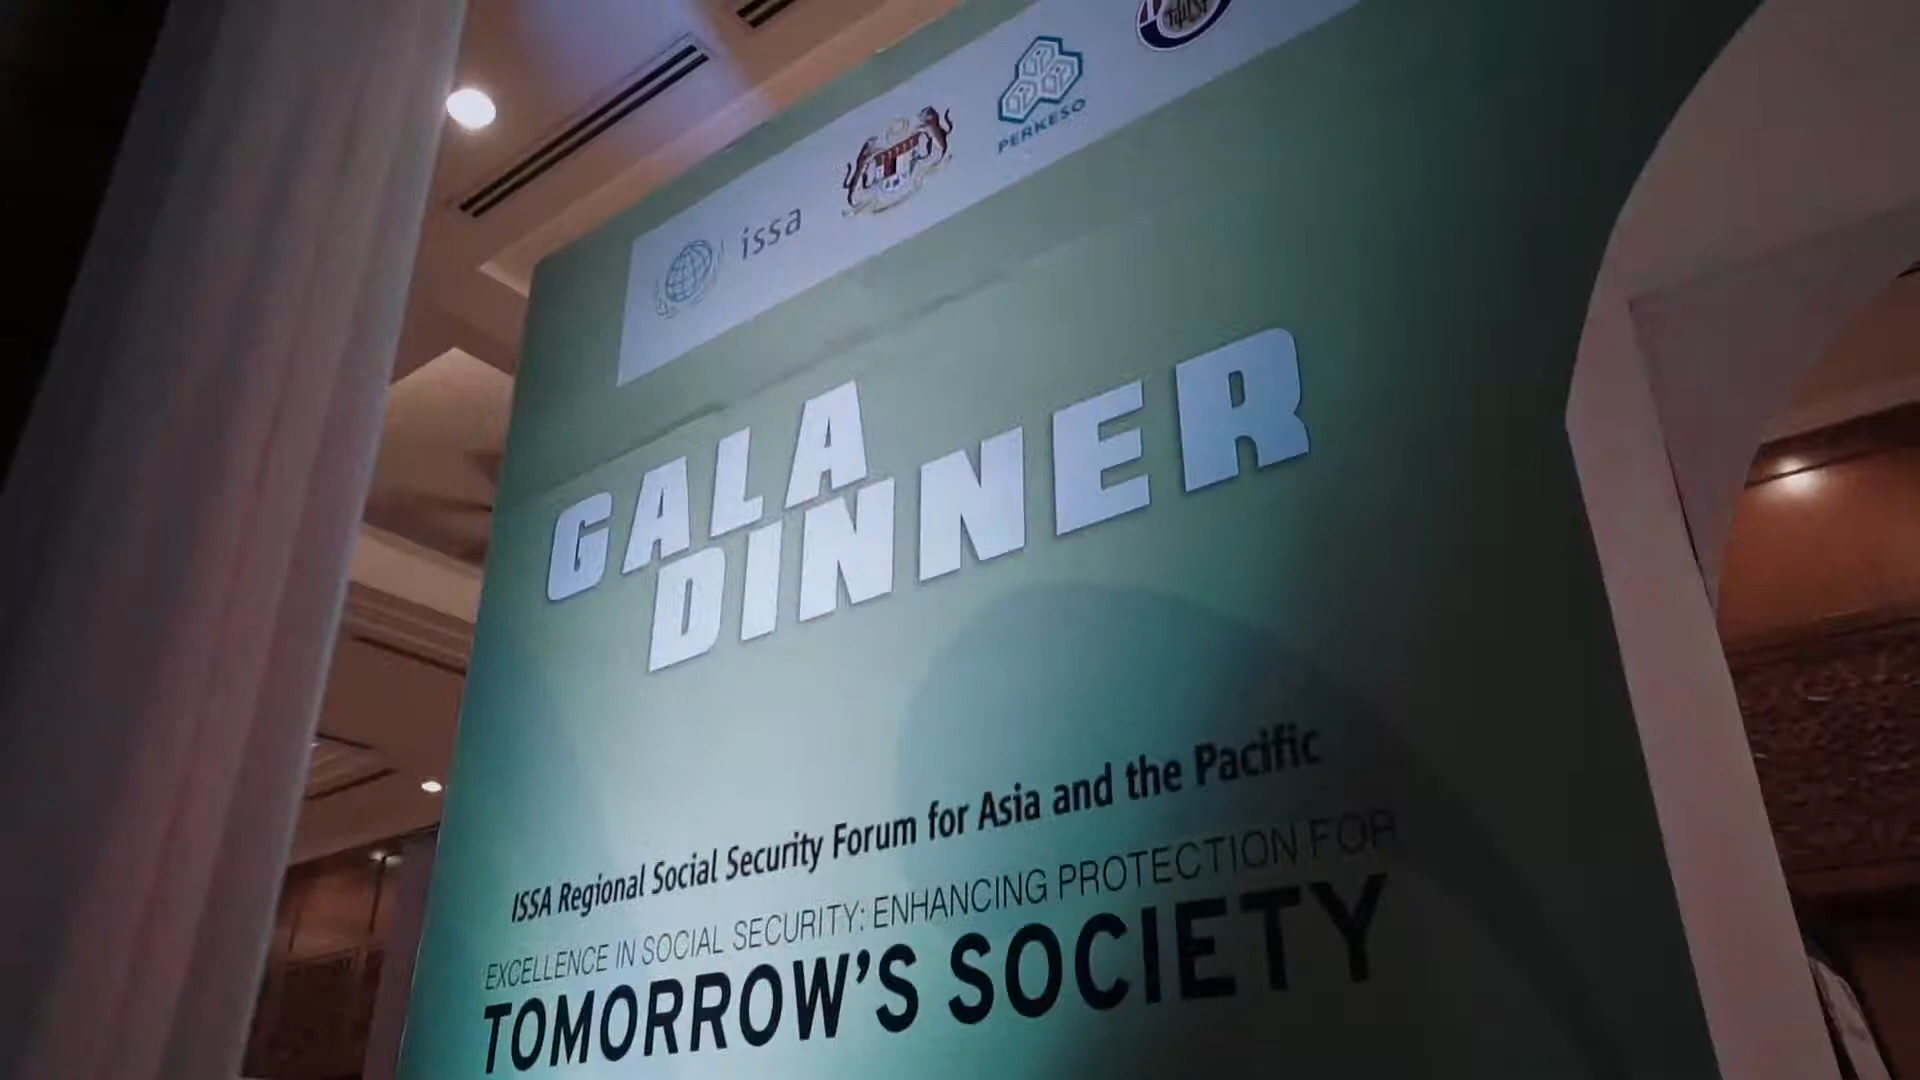 issa
PERKESO
GALA
DINNER
ISSA Regional Social Security Forum for Asia and the Pacific
EXCELLENCE IN SOCIAL SECURITY: ENHANCING PROTECTION FOR
TOMORROW'S SOCIETY